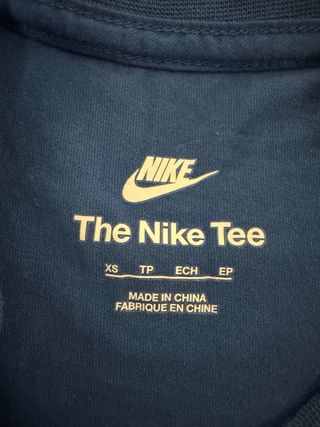 NIKE
The Nike Tee
XS TP ECH EP
MADE IN CHINA
FABRIQUE EN CHINE